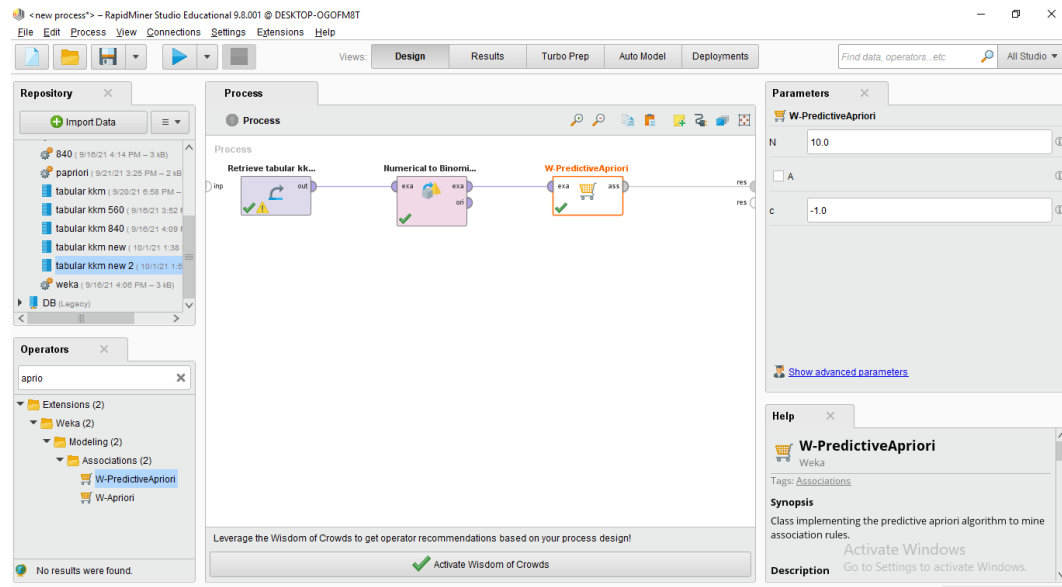 <new process*> – RapidMiner Studio Educational 9.8.001 @ DESKTOP-OGOFM8T
File Edit Process View Connections Settings Extensions Help
Views: Design Results Turbo Prep Auto Model Deployments
Find data, operators...etc
All Studio
Repository
Import Data
840 ( 9/16/21 4:14 PM – 3 kB)
papriori ( 9/21/21 3:25 PM – 2 kB
tabular kkm ( 9/20/21 6:58 PM –
tabular kkm 560 ( 9/16/21 3:52
tabular kkm 840 ( 9/16/21 4:09
tabular kkm new ( 10/1/21 1:38
tabular kkm new 2 ( 10/1/21 1:5
weka ( 9/16/21 4:06 PM – 3 kB)
DB (Legacy)
Operators
aprio
Extensions (2)
Weka (2)
Modeling (2)
Associations (2)
W-PredictiveApriori
W-Apriori
No results were found.
Process
Process
Process
Retrieve tabular kk...
Numerical to Binomi...
W-PredictiveApriori
inp
out
exa
exa
ori
exa
ass
res
res
Leverage the Wisdom of Crowds to get operator recommendations based on your process design!
Activate Wisdom of Crowds
Parameters
W-PredictiveApriori
N
10.0
A
c
-1.0
Show advanced parameters
Help
W-PredictiveApriori
Weka
Tags: Associations
Synopsis
Class implementing the predictive apriori algorithm to mine
association rules.
Activate Windows
Go to Settings to activate Windows.
Description